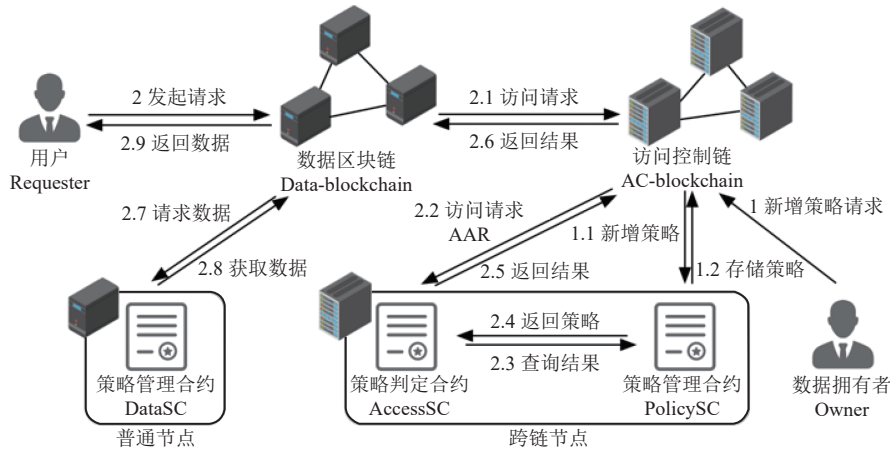 2 发起请求
2.9 返回数据
用户
Requester
数据区块链
Data-blockchain
2.1 访问请求
2.6 返回结果
访问控制链
AC-blockchain
2.7 请求数据
2.8 获取数据
2.2 访问请求
AAR
2.5 返回结果
1.1 新增策略
1 新增策略请求
1.2 存储策略
策略管理合约
DataSC
普通节点
2.4 返回策略
2.3 查询结果
策略判定合约
AccessSC
策略管理合约
PolicySC
跨链节点
数据拥有者
Owner